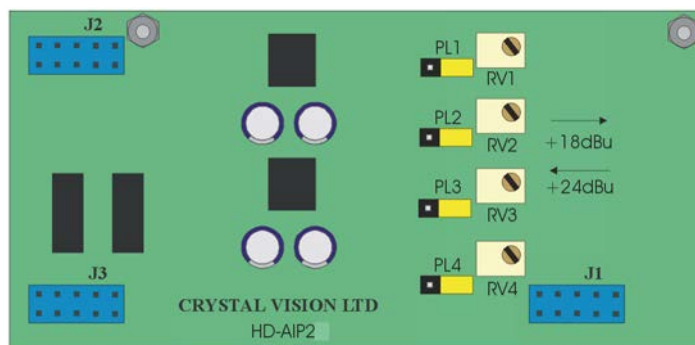 J2
PL1
RV1
PL2
RV2
+18dBu
PL3
+24dBu
RV3
J3
PL4
J1
RV4
CRYSTAL VISION LTD
HD-AIP2